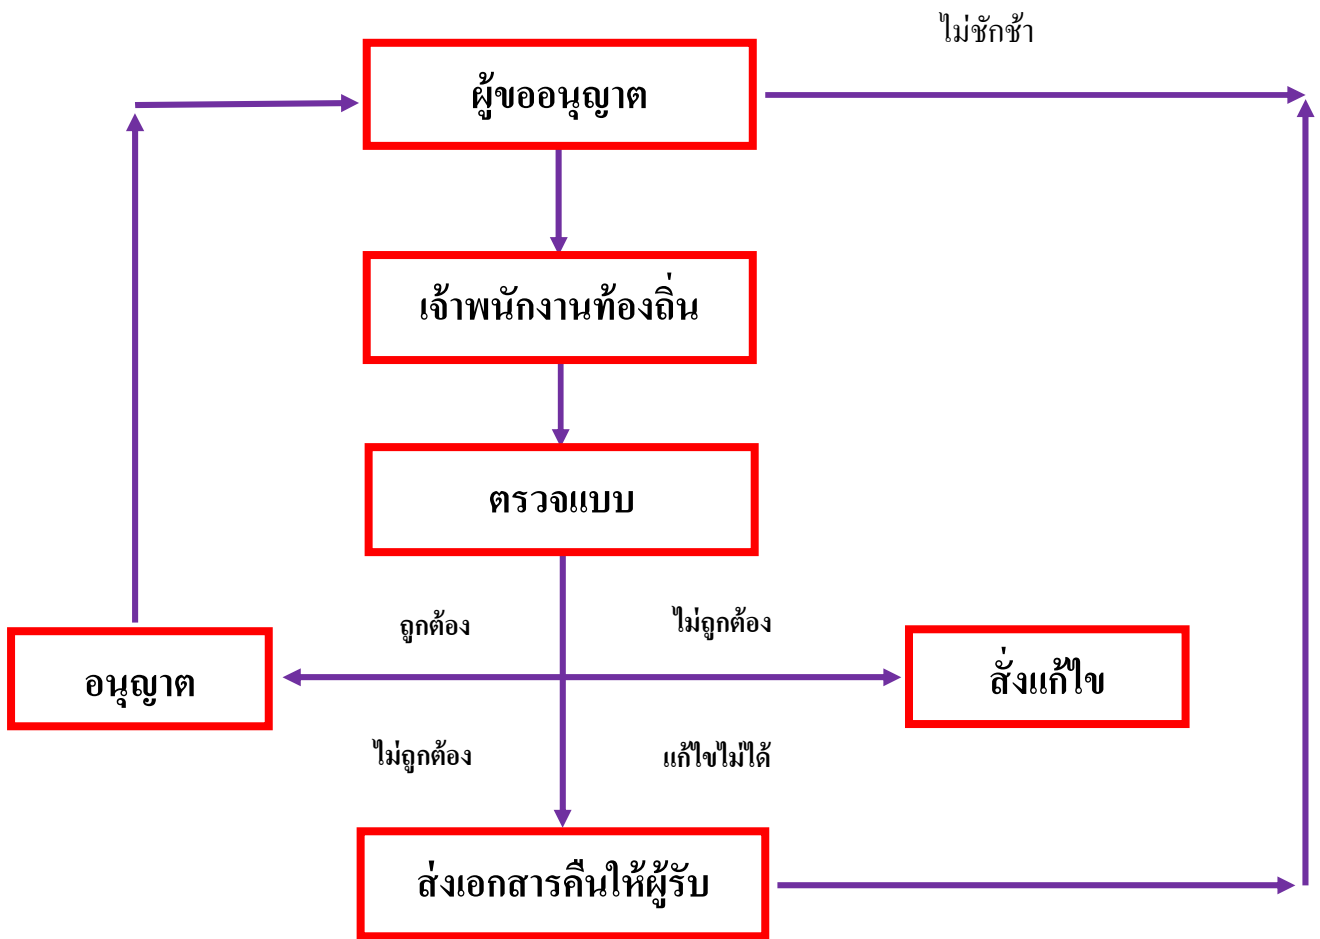 ไม่ชักช้า
ผู้ขออนุญาต
เจ้าพนักงานท้องถิ่น
ตรวจแบบ
ถูกต้อง
ไม่ถูกต้อง
อนุญาต
สั่งแก้ไข
ไม่ถูกต้อง
แก้ไขไม่ได้
ส่งเอกสารคืนให้ผู้รับ